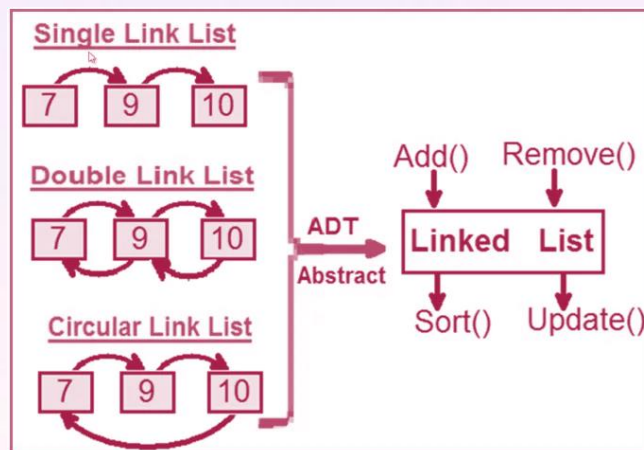 Single Link List
7 9 10
Double Link List
7 9 10
Circular Link List
7 9 10
ADT
Abstract
Add() Remove()
Linked List
Sort() Update()